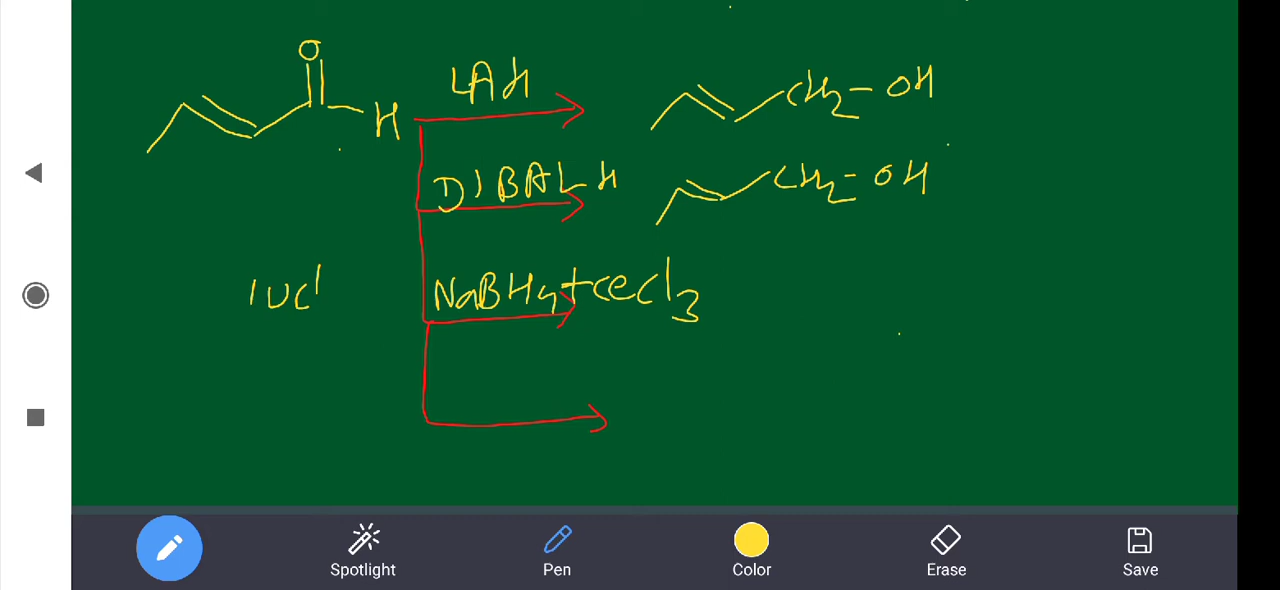 O
LAH
H
CH2-OH
DIBAL H
CH2-OH
NaBH4+CeCl3
Spotlight
Pen
Color
Erase
Save